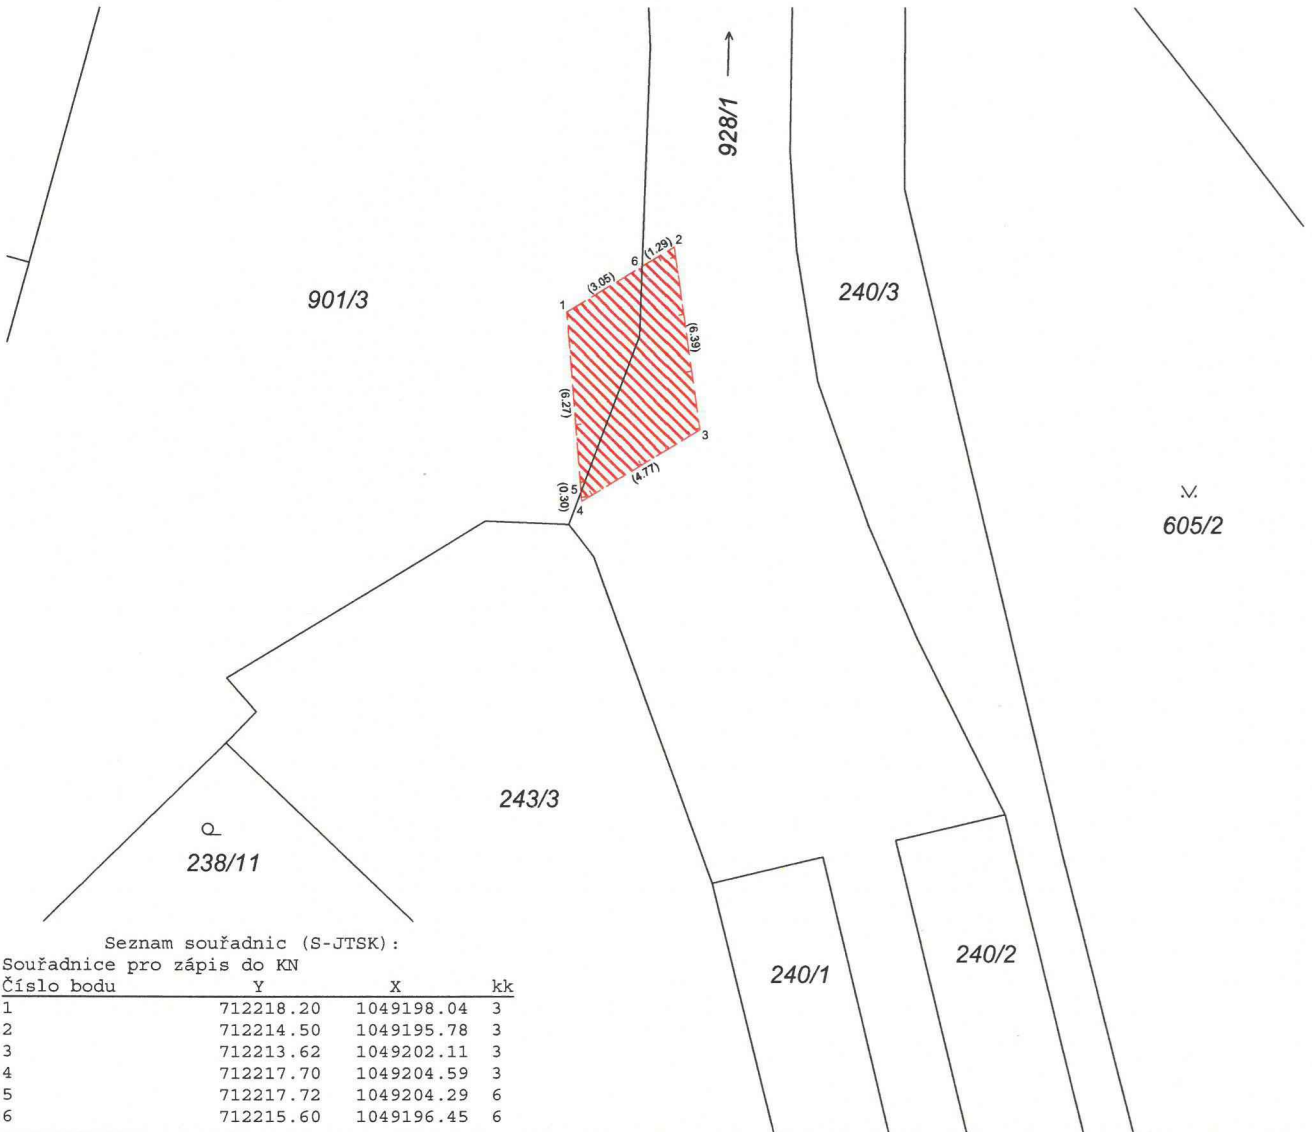 928/1
901/3
240/3
605/2
243/3
238/11
240/1
240/2
1
(3.05)
6
(1.29)
2
(6.39)
(6.27)
3
(4.77)
5
(0.30)
4
Seznam souřadnic (S-JTSK):
Souřadnice pro zápis do KN
Číslo bodu Y X kk
1 712218.20 1049198.04 3
2 712214.50 1049195.78 3
3 712213.62 1049202.11 3
4 712217.70 1049204.59 3
5 712217.72 1049204.29 6
6 712215.60 1049196.45 6